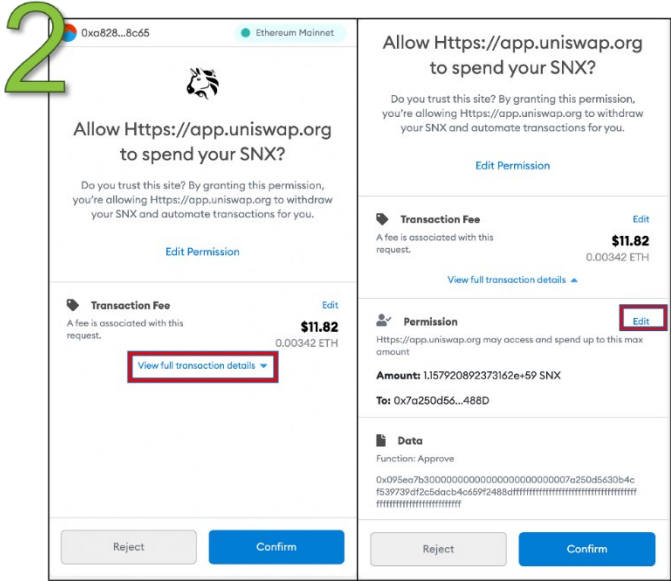 2
0xa828...8c65
Ethereum Mainnet
Allow Https://app.uniswap.org
to spend your SNX?
Do you trust this site? By granting this permission,
you're allowing Https://app.uniswap.org to withdraw
your SNX and automate transactions for you.
Edit Permission
Transaction Fee
Edit
A fee is associated with this
request.
$11.82
0.00342 ETH
View full transaction details
Reject
Confirm
Allow Https://app.uniswap.org
to spend your SNX?
Do you trust this site? By granting this permission,
you're allowing Https://app.uniswap.org to withdraw
your SNX and automate transactions for you.
Edit Permission
Transaction Fee
Edit
A fee is associated with this
request.
$11.82
0.00342 ETH
View full transaction details
Permission
Edit
Https://app.uniswap.org may access and spend up to this max
amount
Amount: 1.157920892373162e+59 SNX
To: 0x7a250d56...488D
Data
Function: Approve
Reject
Confirm